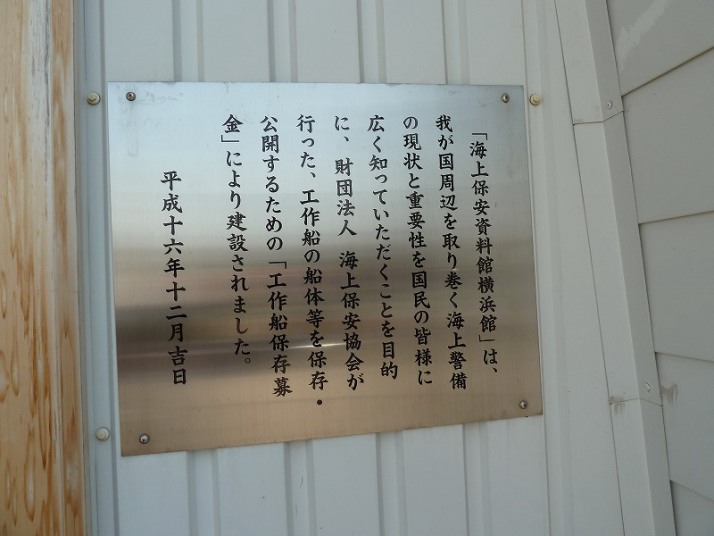 「海上保安資料館横浜館」は、
我が国周辺を取り巻く海上警備
の現状と重要性を国民の皆様に
広く知っていただくことを目的
に、財団法人 海上保安協会が
行った、工作船の船体等を保存・
公開するための「工作船保存募
金」により建設されました。
平成十六年十二月吉日